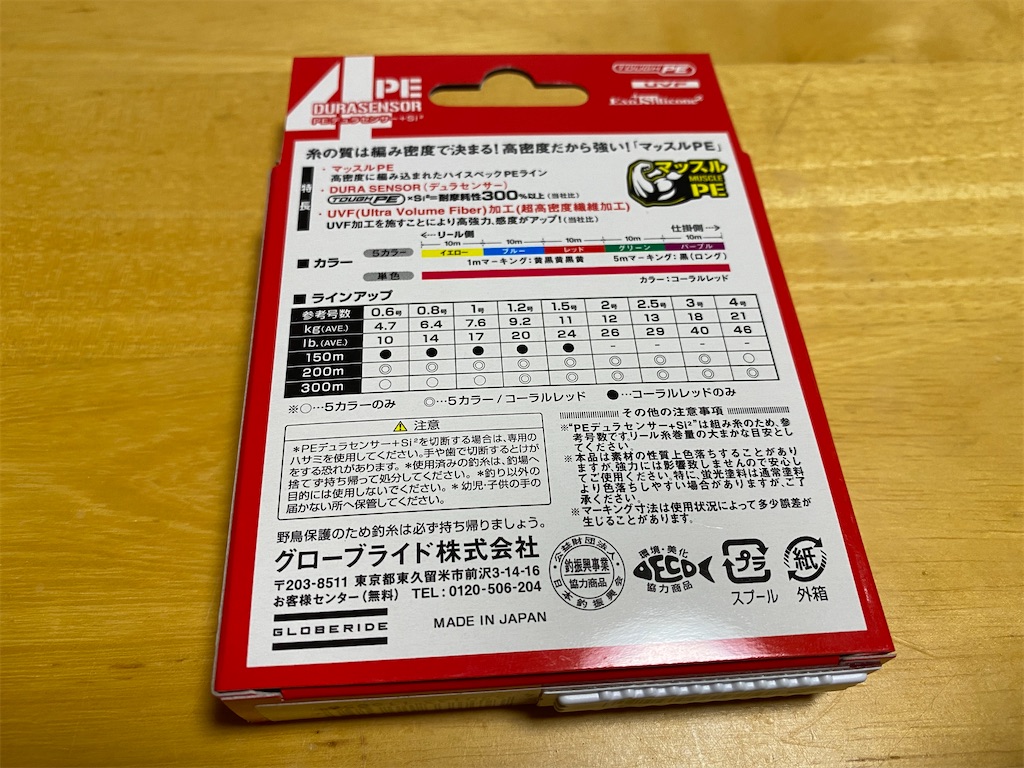 4 PE
DURASENSOR
PEデュラセンサー+Si²
TOUGH PE
UVF
EvoSilicone²
糸の質は編み密度で決まる!高密度だから強い!「マッスルPE」
特長
・マッスルPE
高密度に編み込まれたハイスペックPEライン
・DURA SENSOR(デュラセンサー)
TOUGH PE×Si²=耐摩耗性300%以上(当社比)
・UVF(Ultra Volume Fiber)加工(超高密度繊維加工)
UVF加工を施すことにより高強力、感度がアップ!(当社比)
マッスル
MUSCLE
PE
<--リール側 仕掛側-->
10m 10m 10m 10m 10m
■カラー 5カラー イエロー ブルー レッド グリーン パープル
1mマーキング:黄黒黄黒黄 5mマーキング:黒(ロング)
単色 カラー:コーラルレッド
■ラインアップ
参考号数 0.6号 0.8号 1号 1.2号 1.5号 2号 2.5号 3号 4号
kg(AVE.) 4.7 6.4 7.6 9.2 11 12 13 18 21
lb.(AVE.) 10 14 17 20 24 26 29 40 46
150m ● ● ● ● ● - - - -
200m ◎ ◎ ◎ ◎ ◎ ◎ ◎ ◎ ○
300m ○ ○ ◎ ◎ ◎ ◎ ◎ ◎ ◎
※○…5カラーのみ ◎…5カラー/コーラルレッド ●…コーラルレッドのみ
⚠注意
*PEデュラセンサー+Si²を切断する場合は、専用の
ハサミを使用してください。手や歯で切断するとけが
をする恐れがあります。*使用済みの釣糸は、釣場へ
捨てず持ち帰って処分してください。*釣り以外の
目的には使用しないでください。*幼児・子供の手の
届かない所へ保管してください。
その他の注意事項
※"PEデュラセンサー+Si²"は組み糸のため、参
考号数です。リール糸巻量の大まかな目安とし
てください。
※本品は素材の性質上色落ちすることがあり
ますが、強力には影響致しませんので安心し
てご使用ください。特に、蛍光塗料は通常塗料
より色落ちしやすい場合がありますが、ご了
承ください。
※マーキング寸法は使用状況によって多少誤差が
生じることがあります。
野鳥保護のため釣糸は必ず持ち帰りましょう。
グローブライド株式会社
〒203-8511 東京都東久留米市前沢3-14-16
お客様センター(無料) TEL:0120-506-204
GLOBERIDE
MADE IN JAPAN
公益財団法人
釣振興事業
協力商品
日本釣振興会
環境・美化
ECO
協力商品
プラ
スプール
紙
外箱